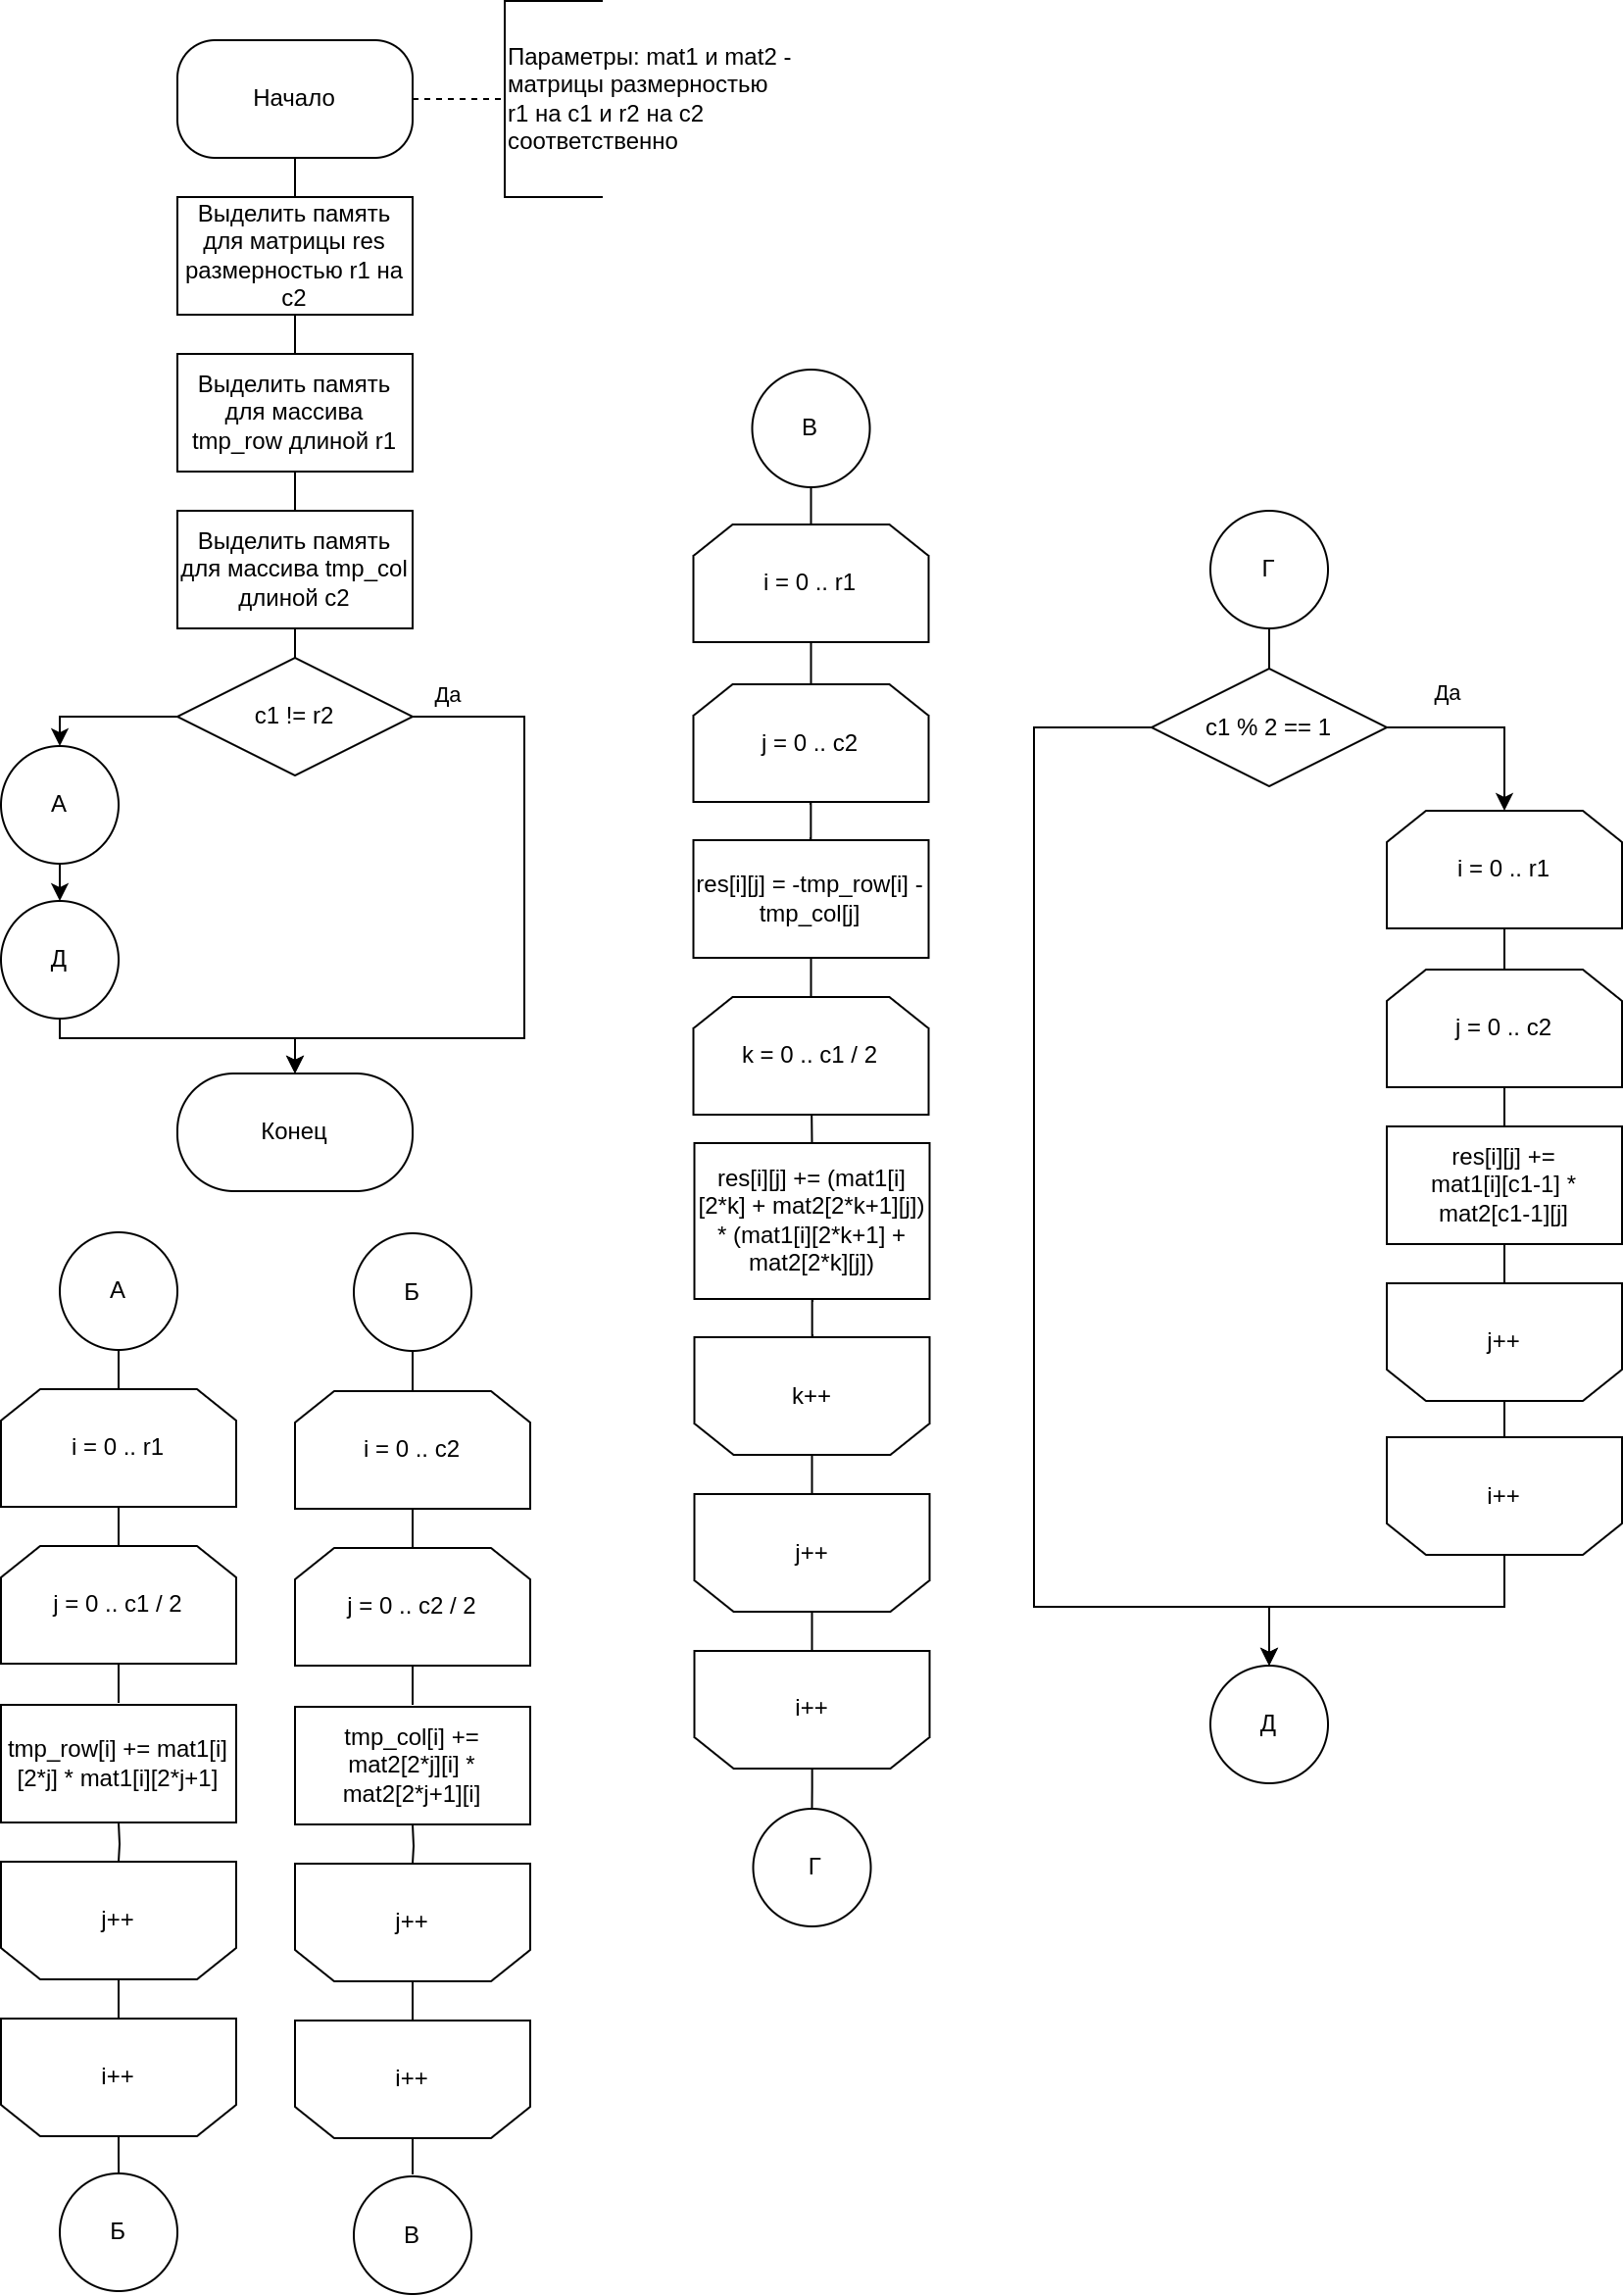 Начало
Параметры: mat1 и mat2 -
матрицы размерностью
r1 на c1 и r2 на c2
соответственно
Выделить память
для матрицы res
размерностью r1 на
c2
Выделить память
для массива
tmp_row длиной r1
Выделить память
для массива tmp_col
длиной c2
c1 != r2
Да
А
Д
Конец
А
i = 0 .. r1
j = 0 .. c1 / 2
tmp_row[i] += mat1[i]
[2*j] * mat1[i][2*j+1]
j++
i++
Б
Б
i = 0 .. c2
j = 0 .. c2 / 2
tmp_col[i] +=
mat2[2*j][i] *
mat2[2*j+1][i]
j++
i++
В
В
i = 0 .. r1
j = 0 .. c2
res[i][j] = -tmp_row[i] -
tmp_col[j]
k = 0 .. c1 / 2
res[i][j] += (mat1[i]
[2*k] + mat2[2*k+1][j])
* (mat1[i][2*k+1] +
mat2[2*k][j])
k++
j++
i++
Г
Г
c1 % 2 == 1
Да
i = 0 .. r1
j = 0 .. c2
res[i][j] +=
mat1[i][c1-1] *
mat2[c1-1][j]
j++
i++
Д